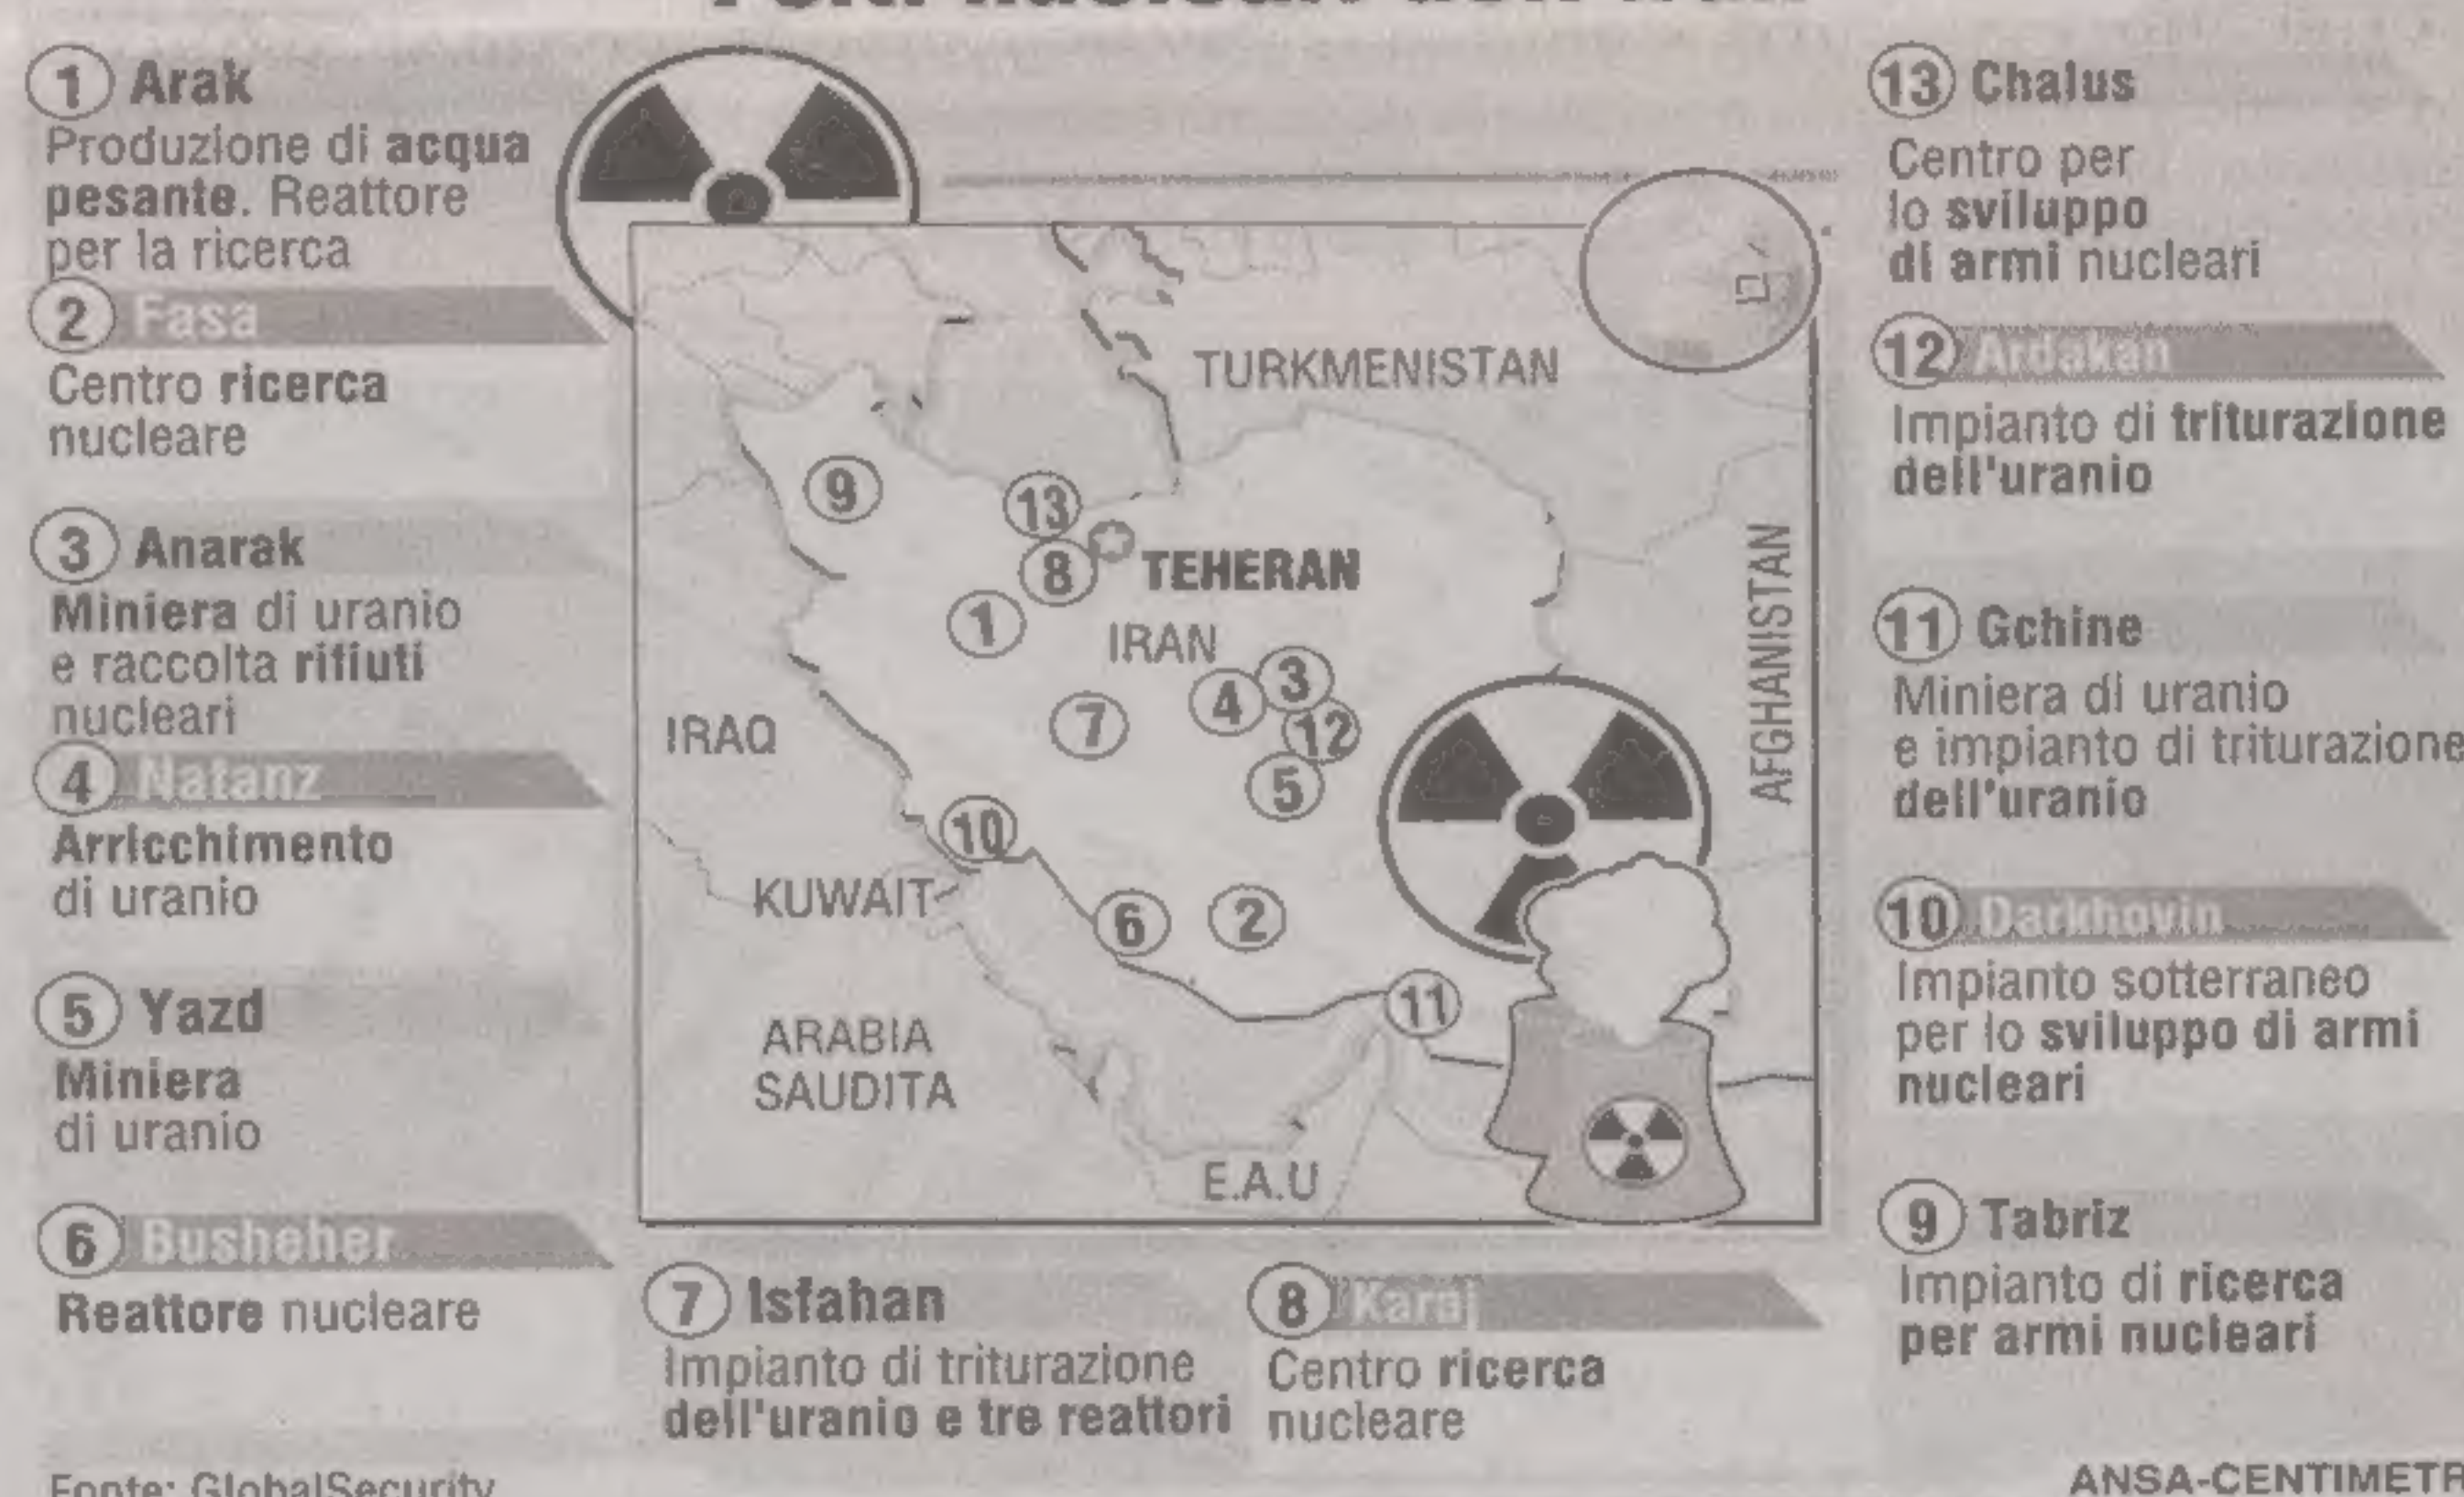 1 Arak
Produzione di acqua
pesante. Reattore
per la ricerca
2 Fasa
Centro ricerca
nucleare
3 Anarak
Miniera di uranio
e raccolta rifiuti
nucleari
4 Natanz
Arricchimento
di uranio
5 Yazd
Miniera
di uranio
6 Busheher
Reattore nucleare
TURKMENISTAN
9
13
8
TEHERAN
1
IRAN
3
4
12
7
5
IRAQ
AFGHANISTAN
10
KUWAIT
6
2
11
ARABIA
SAUDITA
E.A.U
7 Isfahan
Impianto di triturazione
dell'uranio e tre reattori
8 Karaj
Centro ricerca
nucleare
13 Chalus
Centro per
lo sviluppo
di armi nucleari
12 Ardakan
Impianto di triturazione
dell'uranio
11 Gchine
Miniera di uranio
e impianto di triturazione
dell'uranio
10 Darkhovin
Impianto sotterraneo
per lo sviluppo di armi
nucleari
9 Tabriz
Impianto di ricerca
per armi nucleari
Fonte: GlobalSecurity
ANSA-CENTIMETR